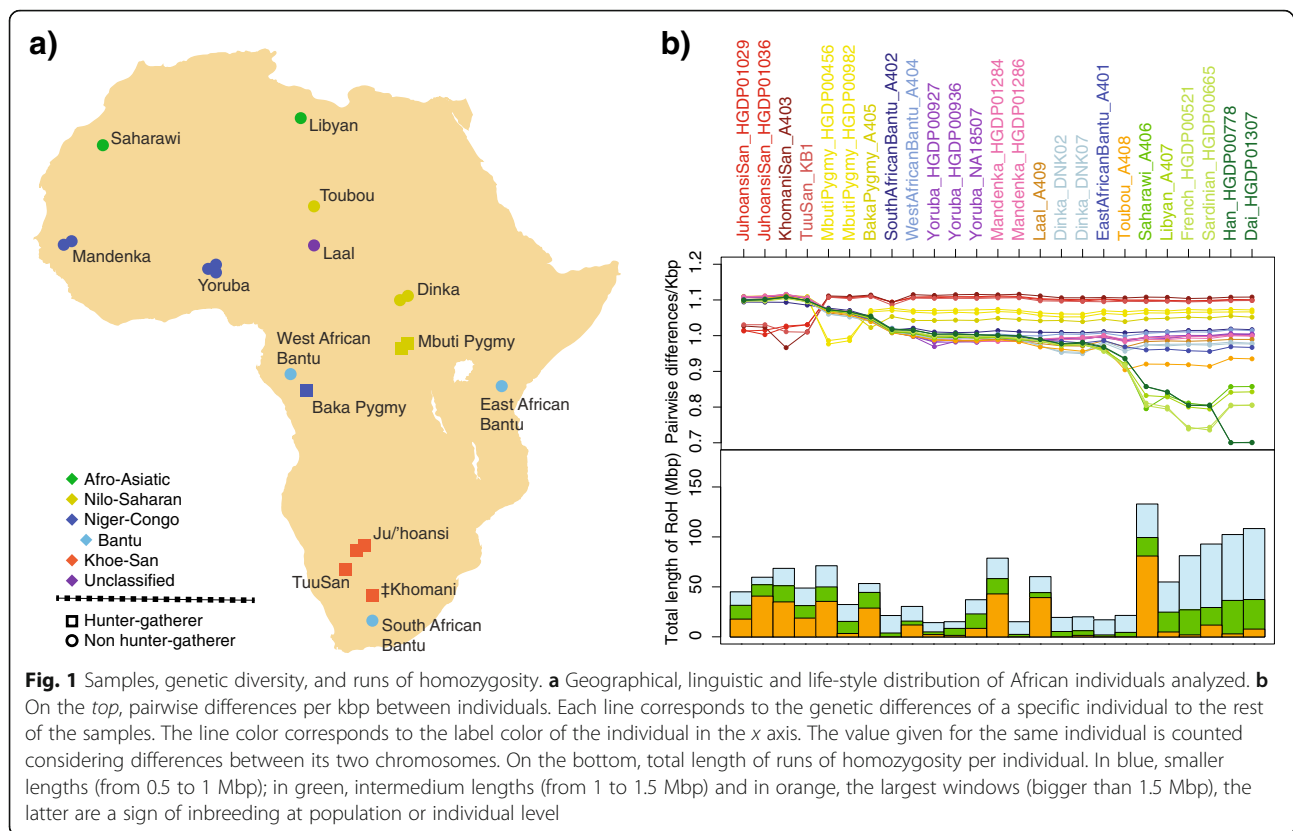 a)
Saharawi
Libyan
Toubou
Mandenka
Laal
Yoruba
Dinka
West African
Bantu
Mbuti Pygmy
Baka Pygmy
East African
Bantu
Afro-Asiatic
Nilo-Saharan
Niger-Congo
Bantu
Khoe-San
Unclassified
Hunter-gatherer
Non hunter-gatherer
Ju/'hoansi
TuuSan
‡Khomani
South African
Bantu
b)
JuhoansiSan_HGDP01029
JuhoansiSan_HGDP01036
KhomaniSan_A403
TuuSan_KB1
MbutiPygmy_HGDP00456
MbutiPygmy_HGDP00982
BakaPygmy_A405
SouthAfricanBantu_A402
WestAfricanBantu_A404
Yoruba_HGDP00927
Yoruba_HGDP00936
Yoruba_NA18507
Mandenka_HGDP01284
Mandenka_HGDP01286
Laal_A409
Dinka_DNK02
Dinka_DNK07
EastAfricanBantu_A401
Toubou_A408
Saharawi_A406
Libyan_A407
French_HGDP00521
Sardinian_HGDP00665
Han_HGDP00778
Dai_HGDP01307
Pairwise differences/Kbp
1.2
1.1
1.0
0.9
0.8
0.7
Total length of RoH (Mbp)
150
100
50
0
Fig. 1 Samples, genetic diversity, and runs of homozygosity. a Geographical, linguistic and life-style distribution of African individuals analyzed. b
On the top, pairwise differences per kbp between individuals. Each line corresponds to the genetic differences of a specific individual to the rest
of the samples. The line color corresponds to the label color of the individual in the x axis. The value given for the same individual is counted
considering differences between its two chromosomes. On the bottom, total length of runs of homozygosity per individual. In blue, smaller
lengths (from 0.5 to 1 Mbp); in green, intermedium lengths (from 1 to 1.5 Mbp) and in orange, the largest windows (bigger than 1.5 Mbp), the
latter are a sign of inbreeding at population or individual level